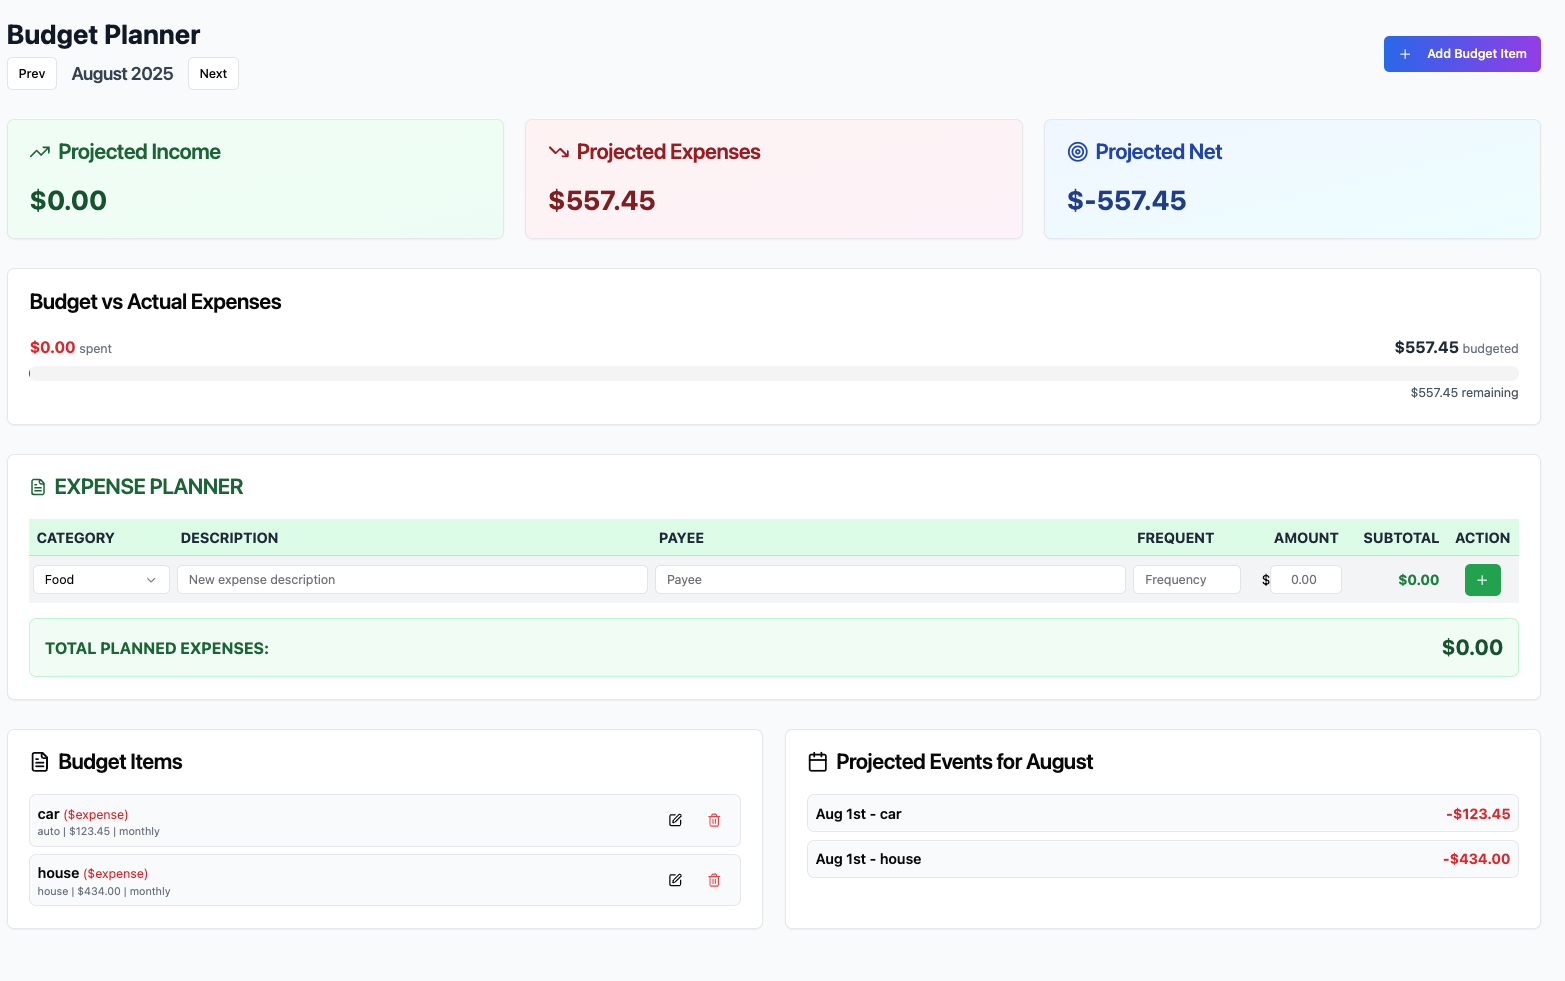 Budget Planner
Prev August 2025 Next
Add Budget Item
Projected Income
$0.00
Projected Expenses
$557.45
Projected Net
$-557.45
Budget vs Actual Expenses
$0.00 spent
$557.45 budgeted
$557.45 remaining
EXPENSE PLANNER
CATEGORY DESCRIPTION PAYEE FREQUENT AMOUNT SUBTOTAL ACTION
Food New expense description Payee Frequency $ 0.00 $0.00 +
TOTAL PLANNED EXPENSES: $0.00
Budget Items
car ($expense)
auto | $123.45 | monthly
house ($expense)
house | $434.00 | monthly
Projected Events for August
Aug 1st - car -$123.45
Aug 1st - house -$434.00